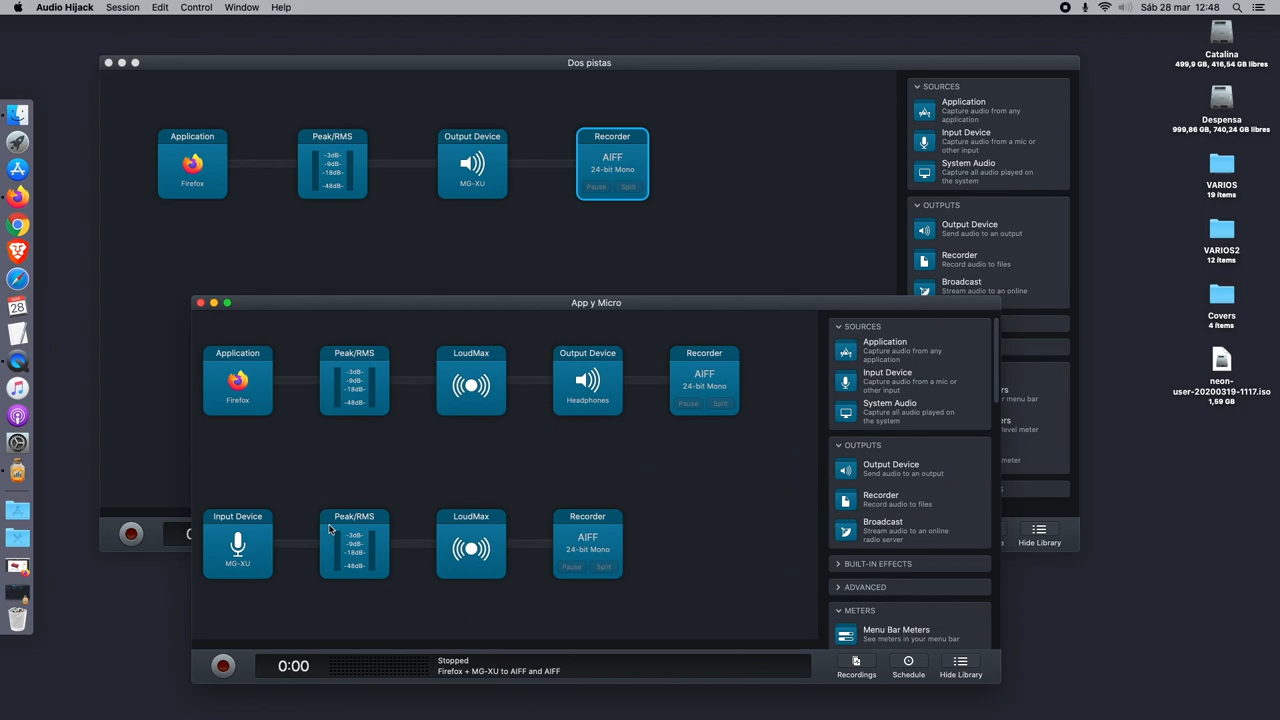 Audio Hijack Session Edit Control Window Help
Sáb 28 mar 12:48
Dos pistas
Application
Firefox
Peak/RMS
-3dB-
-9dB-
-18dB-
-48dB-
Output Device
MG-XU
Recorder
AIFF
24-bit Mono
Pause Split
SOURCES
Application
Capture audio from any
application
Input Device
Capture audio from a mic or
other input
System Audio
Capture all audio played on
the system
OUTPUTS
Output Device
Send audio to an output
Recorder
Record audio to files
Broadcast
Stream audio to an online
Hide Library
App y Micro
Application
Firefox
Peak/RMS
-3dB-
-9dB-
-18dB-
-48dB-
LoudMax
Output Device
Headphones
Recorder
AIFF
24-bit Mono
Pause Split
Input Device
MG-XU
Peak/RMS
-3dB-
-9dB-
-18dB-
-48dB-
LoudMax
Recorder
AIFF
24-bit Mono
Pause Split
SOURCES
Application
Capture audio from any
application
Input Device
Capture audio from a mic or
other input
System Audio
Capture all audio played on
the system
OUTPUTS
Output Device
Send audio to an output
Recorder
Record audio to files
Broadcast
Stream audio to an online
radio server
BUILT-IN EFFECTS
ADVANCED
METERS
Menu Bar Meters
See meters in your menu bar
0:00
Stopped
Firefox + MG-XU to AIFF and AIFF
Recordings
Schedule
Hide Library
Catalina
499,9 GB, 416,54 GB libres
Despensa
999,86 GB, 740,24 GB libres
VARIOS
19 ítems
VARIOS2
12 ítems
Covers
4 ítems
neon-
user-20200319-1117.iso
1,59 GB
28